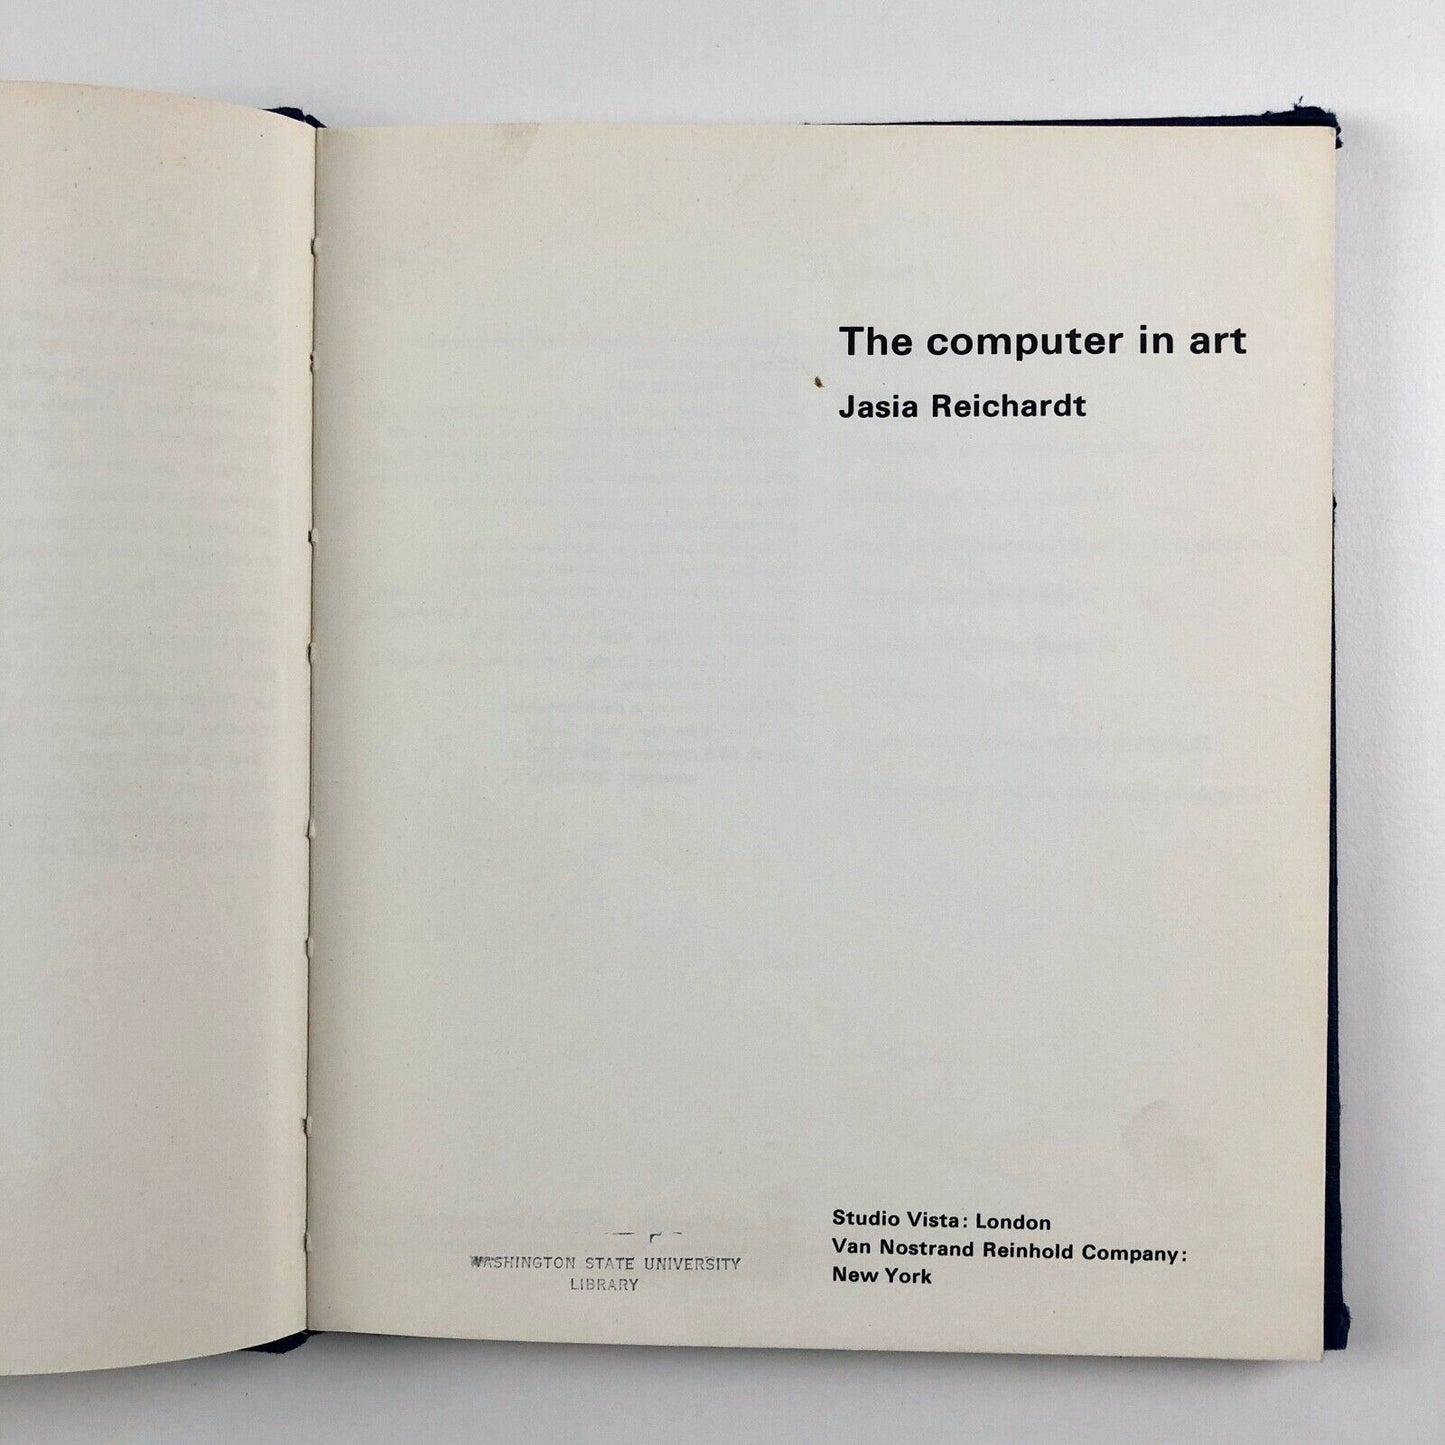 The computer in art
Jasia Reichardt
Studio Vista: London
Van Nostrand Reinhold Company:
New York
WASHINGTON STATE UNIVERSITY
LIBRARY